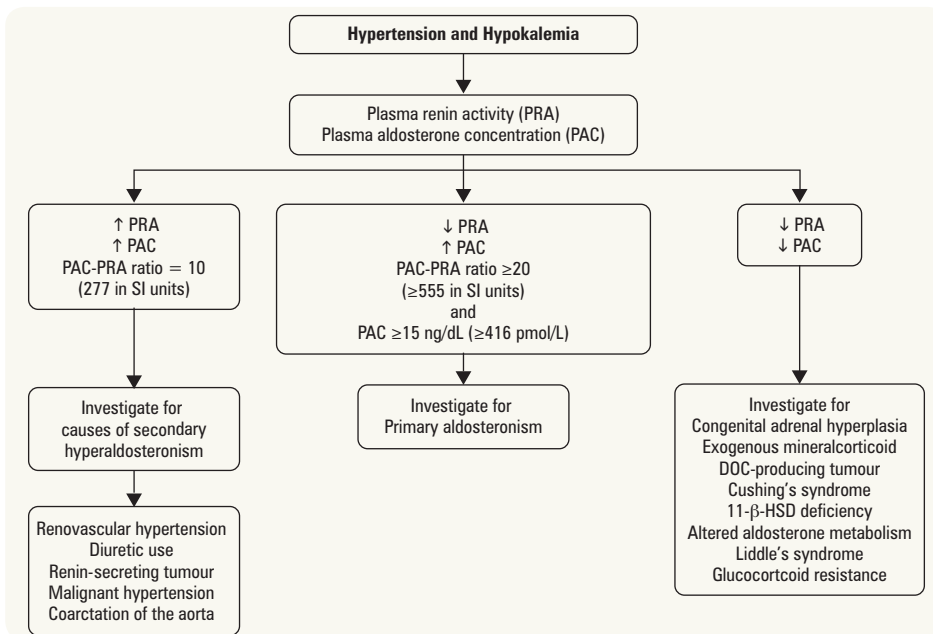 Hypertension and Hypokalemia
Plasma renin activity (PRA)
Plasma aldosterone concentration (PAC)
↑ PRA
↑ PAC
PAC-PRA ratio = 10
(277 in SI units)
↓ PRA
↑ PAC
PAC-PRA ratio ≥20
(≥555 in SI units)
and
PAC ≥15 ng/dL (≥416 pmol/L)
↓ PRA
↓ PAC
Investigate for
causes of secondary
hyperaldosteronism
Investigate for
Primary aldosteronism
Investigate for
Congenital adrenal hyperplasia
Exogenous mineralcorticoid
DOC-producing tumour
Cushing's syndrome
11-β-HSD deficiency
Altered aldosterone metabolism
Liddle's syndrome
Glucocortcoid resistance
Renovascular hypertension
Diuretic use
Renin-secreting tumour
Malignant hypertension
Coarctation of the aorta